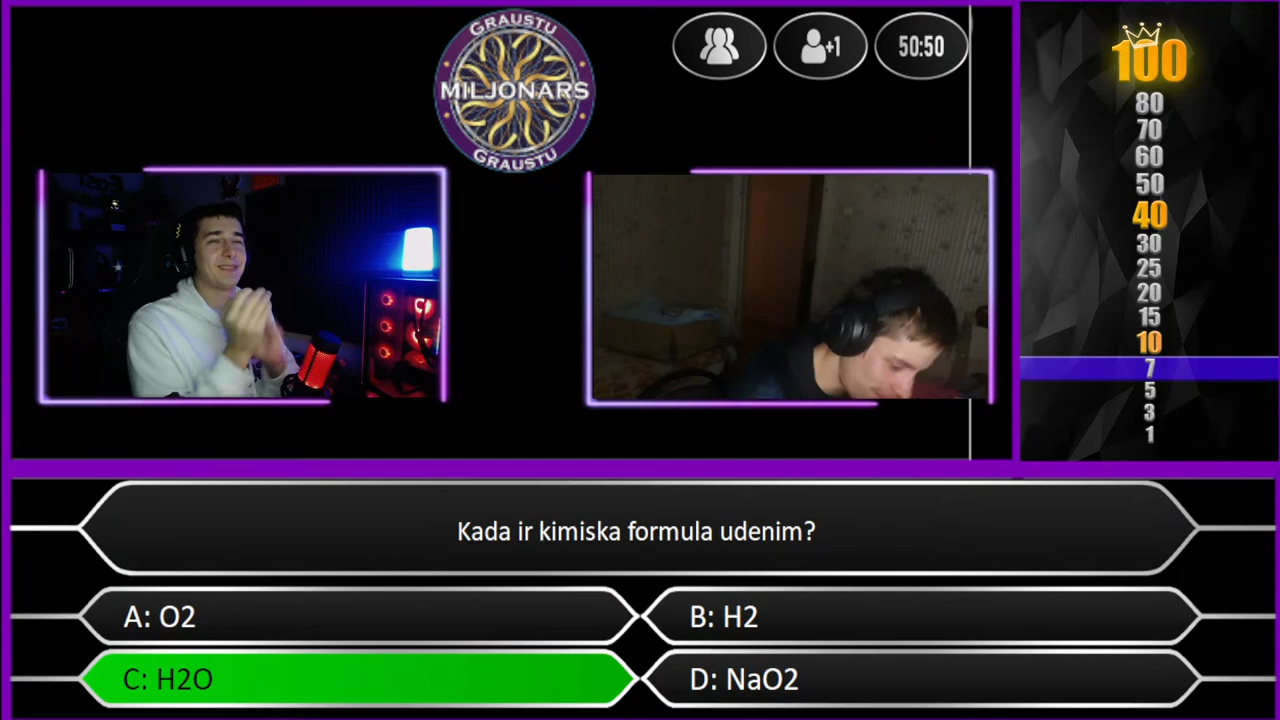 GRAUSTU
MILJONARS
GRAUSTU
+1
50:50
100
80
70
60
50
40
30
25
20
15
10
7
5
3
1
Kada ir kimiska formula udenim?
A: O2
B: H2
C: H2O
D: NaO2